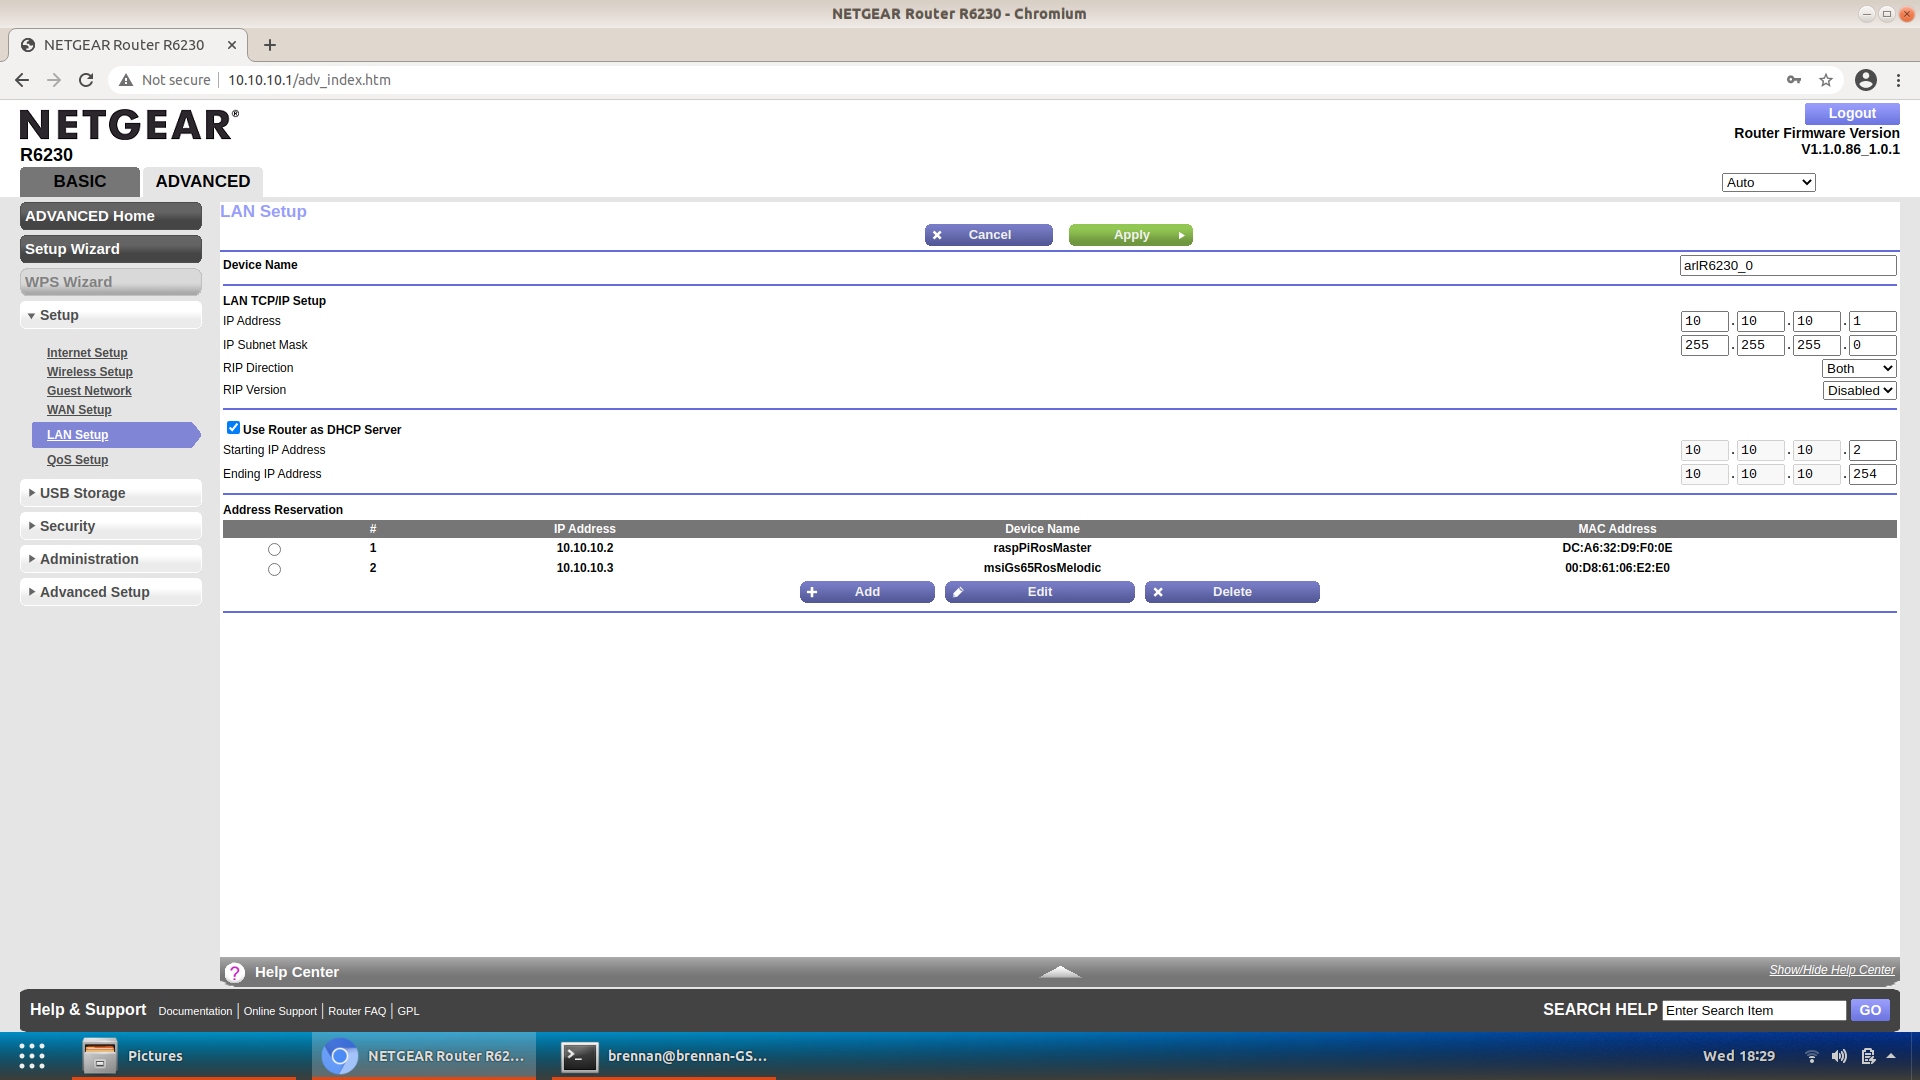 NETGEAR Router R6230 - Chromium
NETGEAR Router R6230
Not secure 10.10.10.1/adv_index.htm
NETGEAR®
R6230
Logout
Router Firmware Version
V1.1.0.86_1.0.1
BASIC
ADVANCED
Auto
ADVANCED Home
Setup Wizard
WPS Wizard
Setup
Internet Setup
Wireless Setup
Guest Network
WAN Setup
LAN Setup
QoS Setup
USB Storage
Security
Administration
Advanced Setup
LAN Setup
Cancel
Apply
Device Name arlR6230_0
LAN TCP/IP Setup
IP Address 10 . 10 . 10 . 1
IP Subnet Mask 255 . 255 . 255 . 0
RIP Direction Both
RIP Version Disabled
Use Router as DHCP Server
Starting IP Address 10 . 10 . 10 . 2
Ending IP Address 10 . 10 . 10 . 254
Address Reservation
# IP Address Device Name MAC Address
1 10.10.10.2 raspPiRosMaster DC:A6:32:D9:F0:0E
2 10.10.10.3 msiGs65RosMelodic 00:D8:61:06:E2:E0
Add
Edit
Delete
Help Center
Show/Hide Help Center
Help & Support Documentation | Online Support | Router FAQ | GPL
SEARCH HELP Enter Search Item GO
Pictures
NETGEAR Router R62...
brennan@brennan-GS...
Wed 18:29